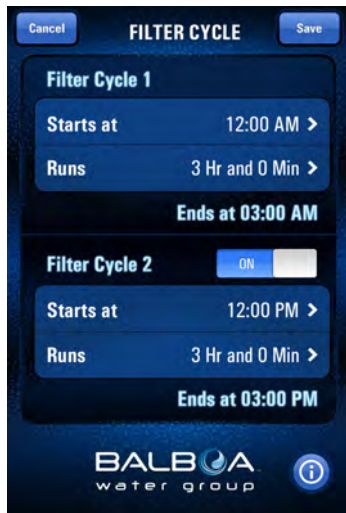 Cancel FILTER CYCLE Save
Filter Cycle 1
Starts at 12:00 AM >
Runs 3 Hr and 0 Min >
Ends at 03:00 AM
Filter Cycle 2 ON
Starts at 12:00 PM >
Runs 3 Hr and 0 Min >
Ends at 03:00 PM
BALBOA
water group
i